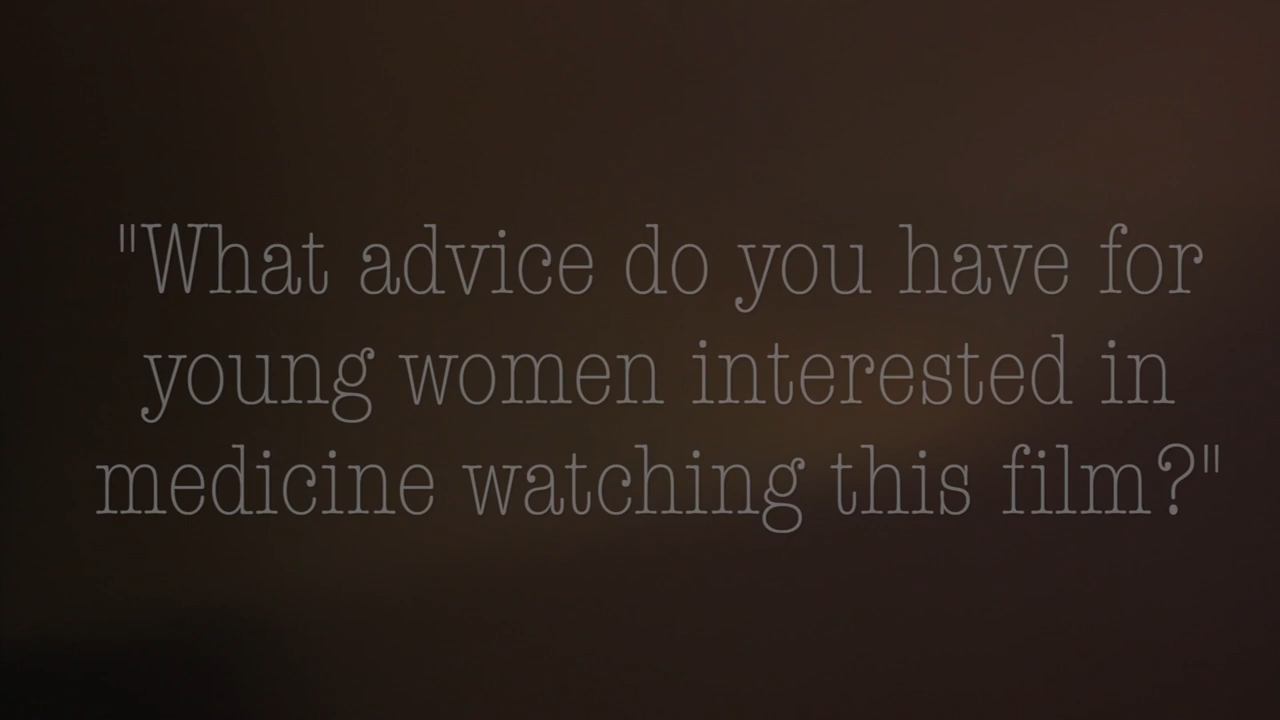 "What advice do you have for
young women interested in
medicine watching this film?"